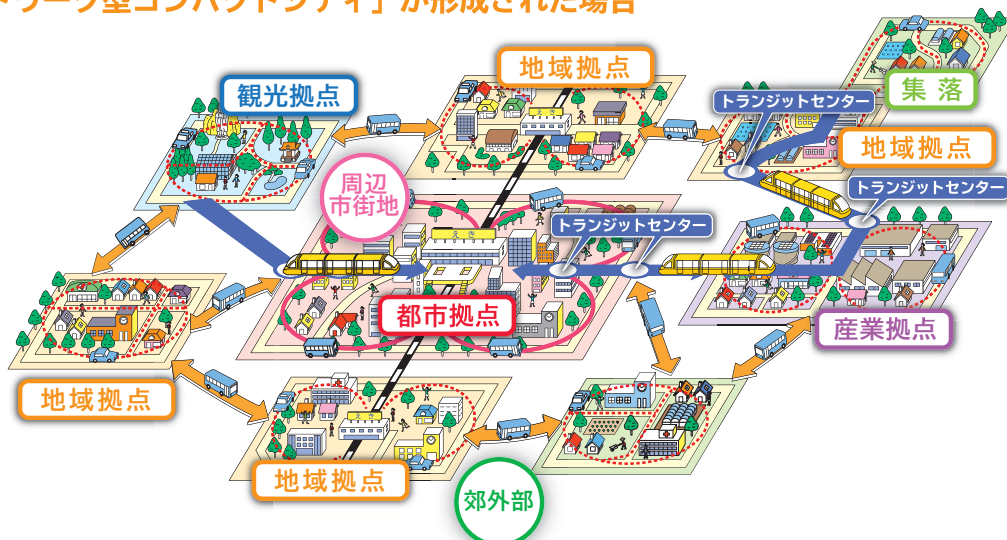 トワーク型コンパクトシティ」が形成された場合
地域拠点
観光拠点
トランジットセンター
集落
地域拠点
周辺
市街地
トランジットセンター
えき
トランジットセンター
都市拠点
産業拠点
地域拠点
えき
地域拠点
郊外部